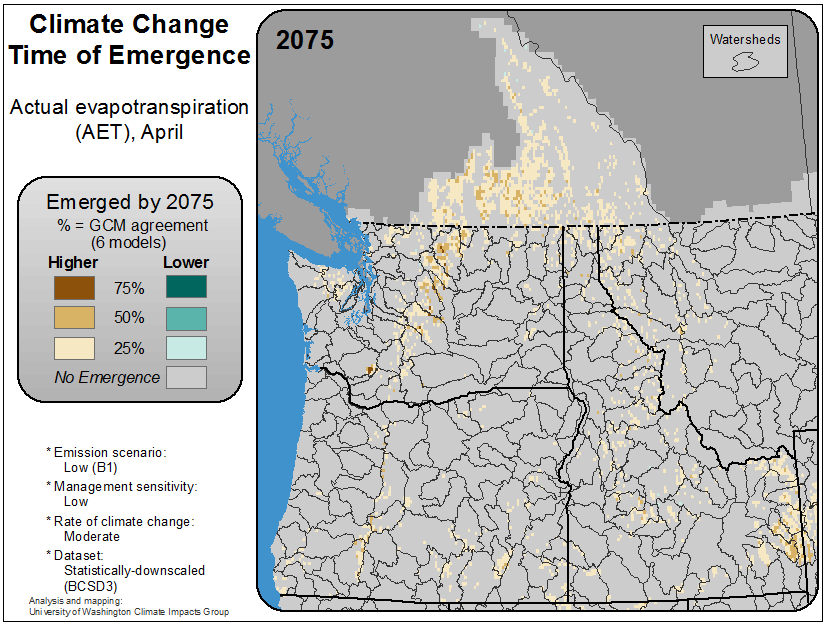 Climate Change
Time of Emergence
Actual evapotranspiration
(AET), April
Emerged by 2075
% = GCM agreement
(6 models)
Higher Lower
75%
50%
25%
No Emergence
* Emission scenario:
Low (B1)
* Management sensitivity:
Low
* Rate of climate change:
Moderate
* Dataset:
Statistically-downscaled
(BCSD3)
Analysis and mapping:
University of Washington Climate Impacts Group
2075
Watersheds